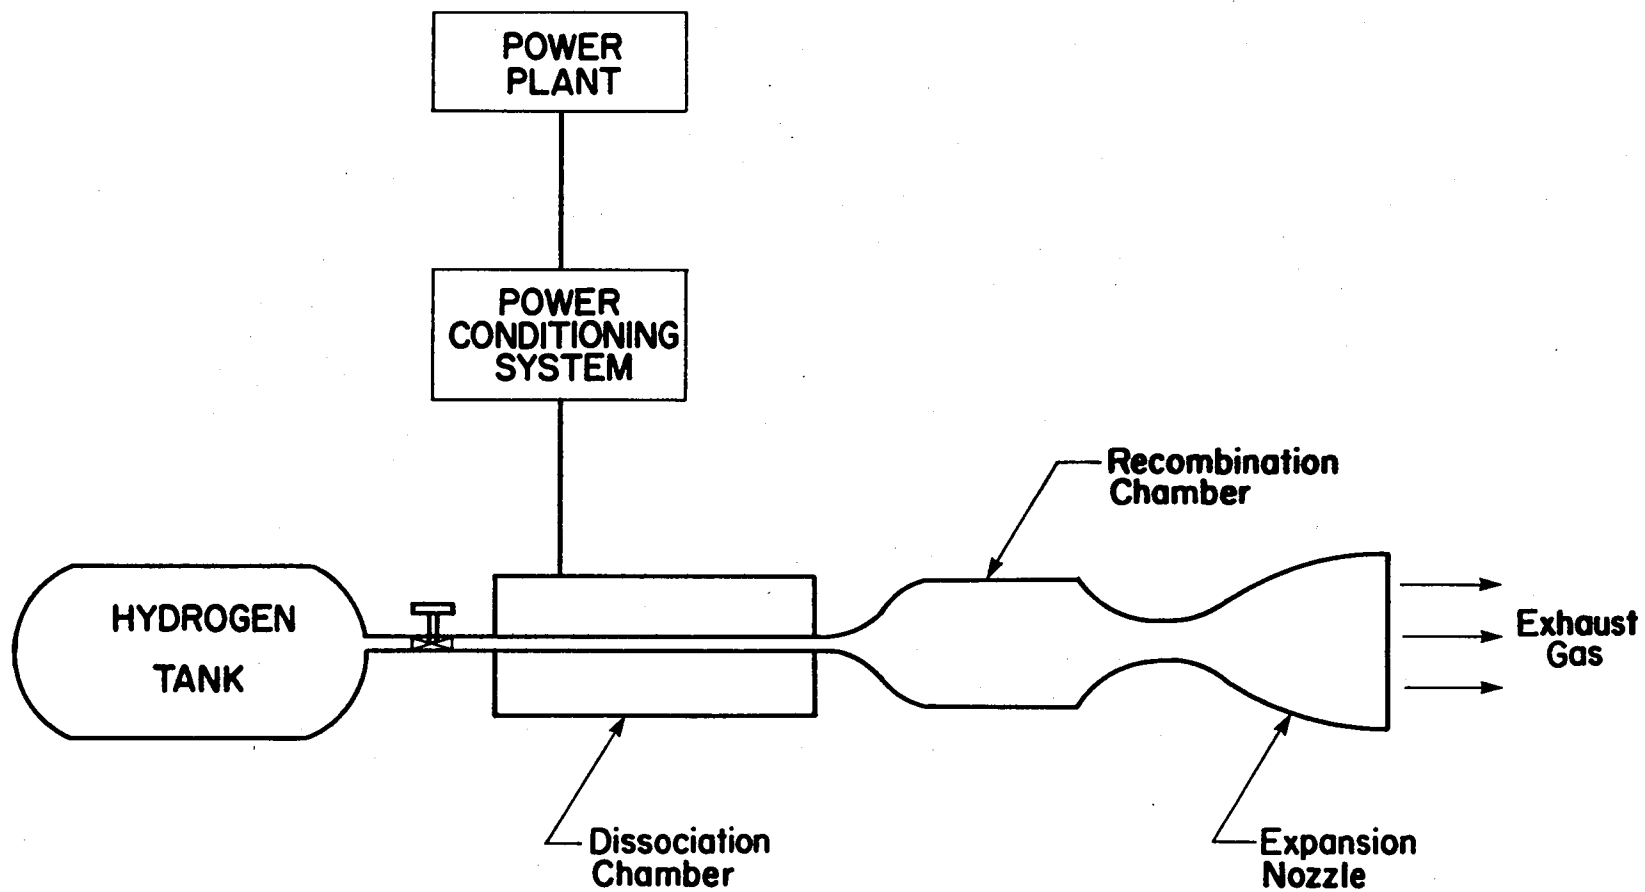 POWER
PLANT
POWER
CONDITIONING
SYSTEM
Recombination
Chamber
HYDROGEN
TANK
Exhaust
Gas
Dissociation
Chamber
Expansion
Nozzle